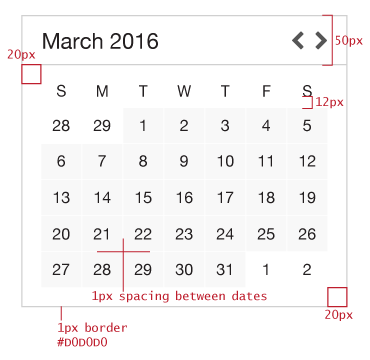 March 2016
50px
20px
S M T W T F S
12px
28 29 1 2 3 4 5
6 7 8 9 10 11 12
13 14 15 16 17 18 19
20 21 22 23 24 25 26
27 28 29 30 31 1 2
1px spacing between dates
20px
1px border
#D0D0D0